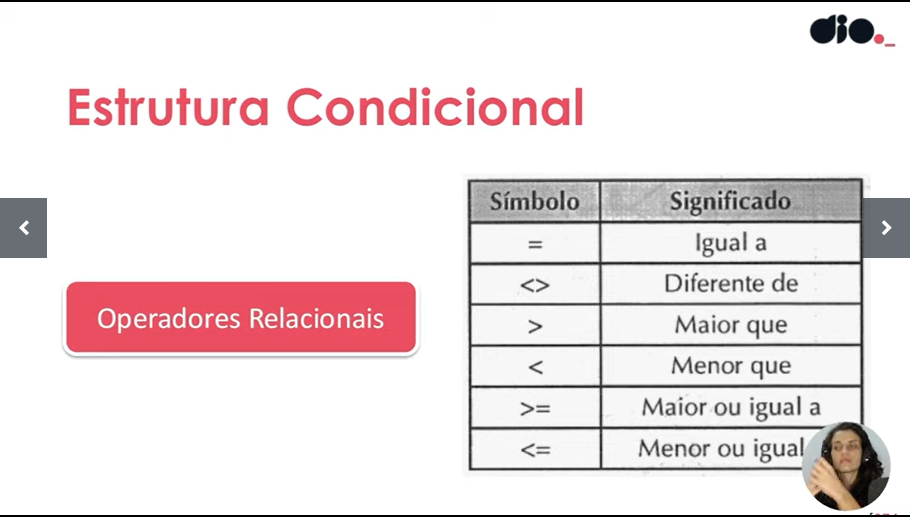 dio._
Estrutura Condicional
Operadores Relacionais
Símbolo Significado
= Igual a
<> Diferente de
> Maior que
< Menor que
>= Maior ou igual a
<= Menor ou igual